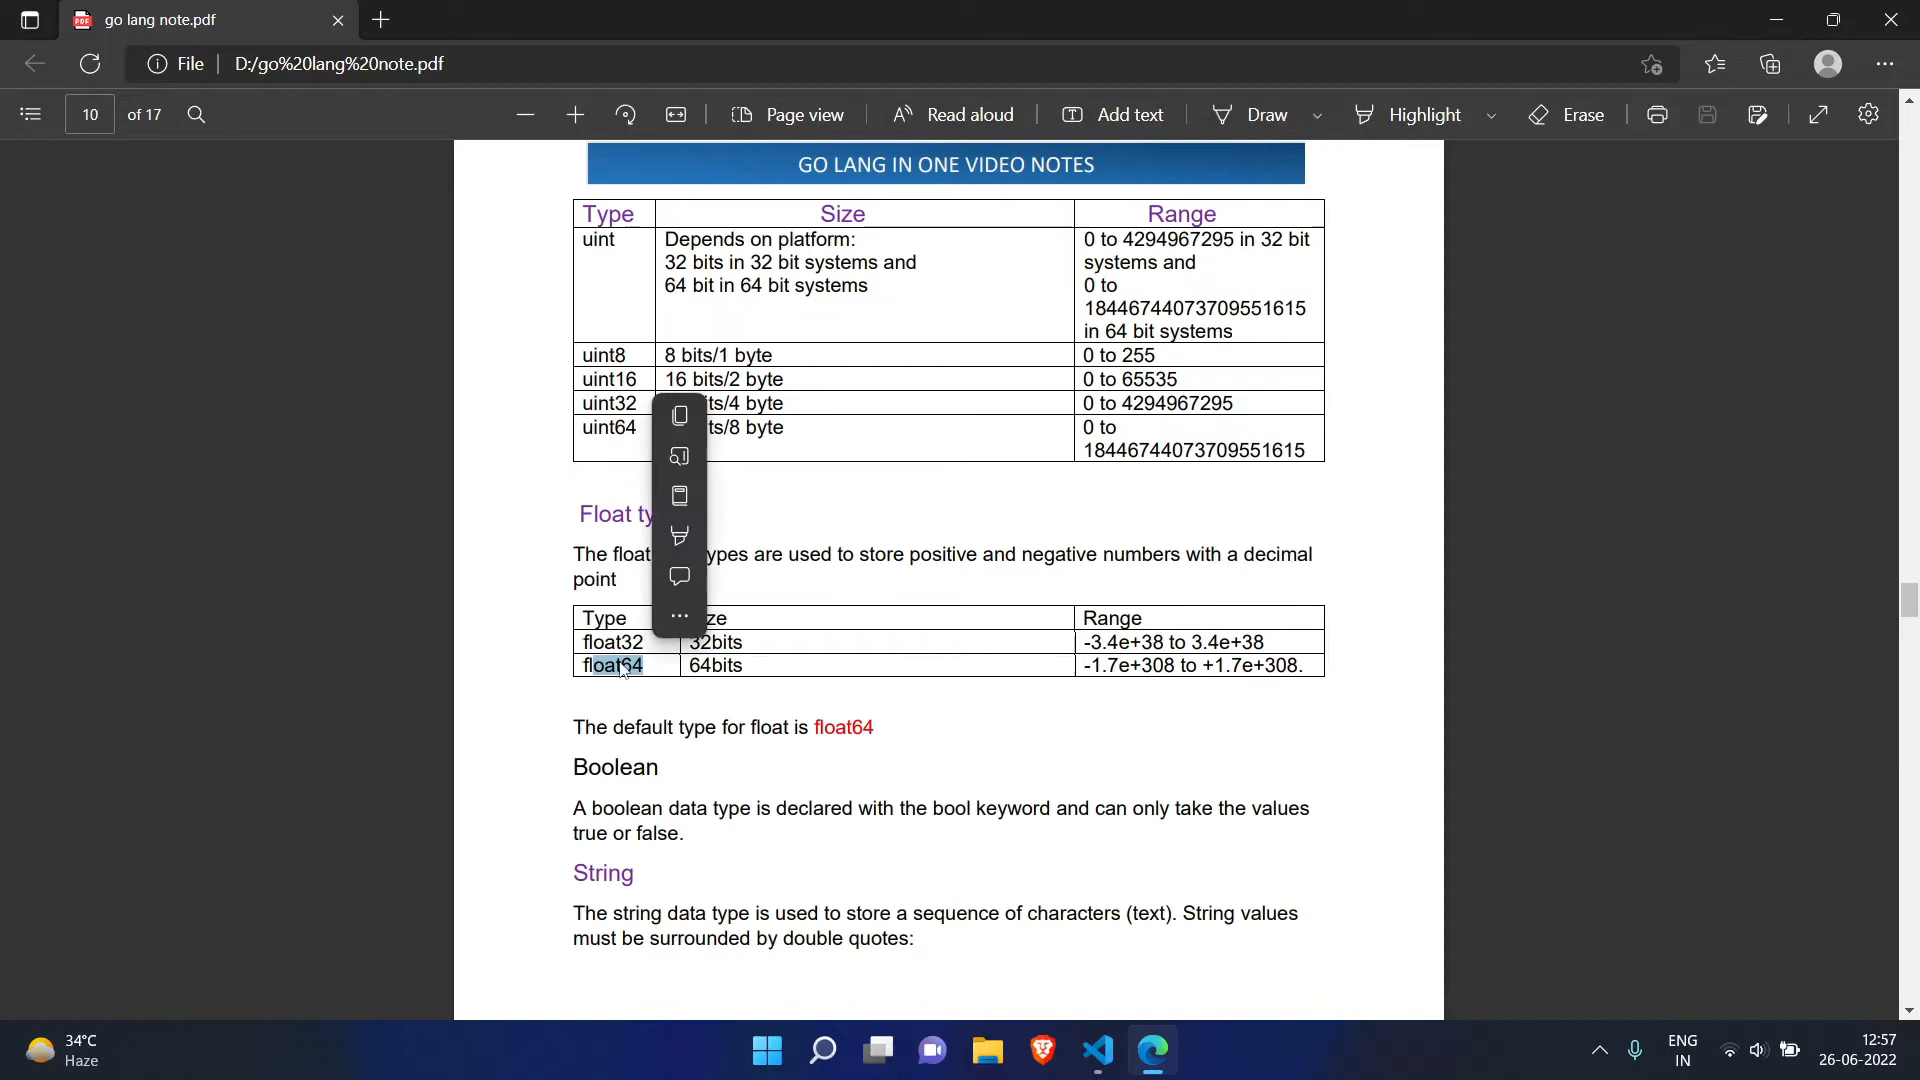 go lang note.pdf
File D:/go%20lang%20note.pdf
10 of 17 Page view Read aloud Add text Draw Highlight Erase
GO LANG IN ONE VIDEO NOTES
Type Size Range
uint Depends on platform: 0 to 4294967295 in 32 bit
32 bits in 32 bit systems and systems and
64 bit in 64 bit systems 0 to
18446744073709551615
in 64 bit systems
uint8 8 bits/1 byte 0 to 255
uint16 16 bits/2 byte 0 to 65535
uint32 its/4 byte 0 to 4294967295
uint64 ts/8 byte 0 to
18446744073709551615
Float ty
The float ypes are used to store positive and negative numbers with a decimal
point
Type ze Range
float32 32bits -3.4e+38 to 3.4e+38
float64 64bits -1.7e+308 to +1.7e+308.
The default type for float is float64
Boolean
A boolean data type is declared with the bool keyword and can only take the values
true or false.
String
The string data type is used to store a sequence of characters (text). String values
must be surrounded by double quotes:
34°C
Haze
ENG
IN
12:57
26-06-2022